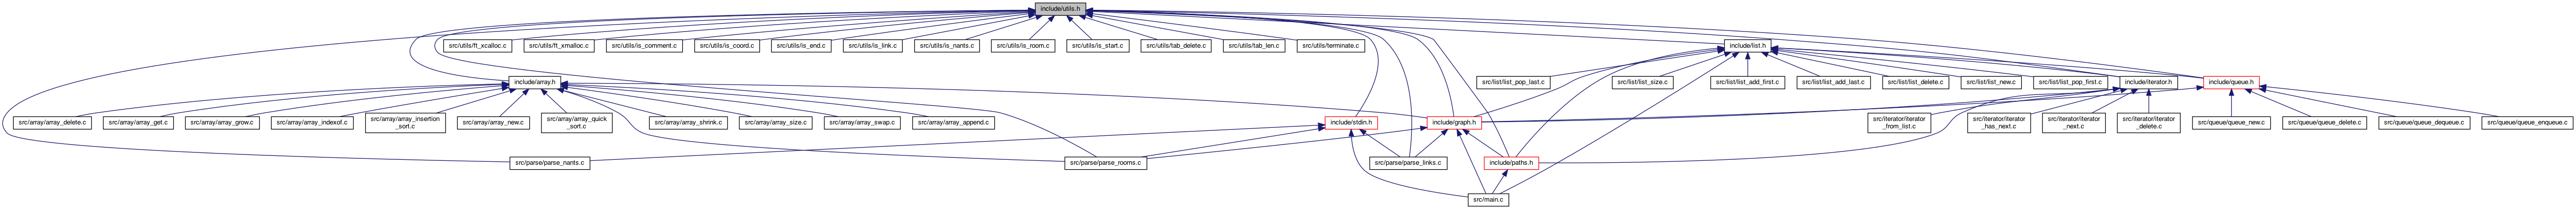 include/utils.h
src/utils/ft_xcalloc.c
src/utils/ft_xmalloc.c
src/utils/is_comment.c
src/utils/is_coord.c
src/utils/is_end.c
src/utils/is_link.c
src/utils/is_nants.c
src/utils/is_room.c
src/utils/is_start.c
src/utils/tab_delete.c
src/utils/tab_len.c
src/utils/terminate.c
include/list.h
include/array.h
src/list/list_pop_last.c
src/list/list_size.c
src/list/list_add_first.c
src/list/list_add_last.c
src/list/list_delete.c
src/list/list_new.c
src/list/list_pop_first.c
include/iterator.h
include/queue.h
src/array/array_delete.c
src/array/array_get.c
src/array/array_grow.c
src/array/array_indexof.c
src/array/array_insertion
_sort.c
src/array/array_new.c
src/array/array_quick
_sort.c
src/array/array_shrink.c
src/array/array_size.c
src/array/array_swap.c
src/array/array_append.c
include/stdin.h
include/graph.h
src/iterator/iterator
_from_list.c
src/iterator/iterator
_has_next.c
src/iterator/iterator
_next.c
src/iterator/iterator
_delete.c
src/queue/queue_new.c
src/queue/queue_delete.c
src/queue/queue_dequeue.c
src/queue/queue_enqueue.c
src/parse/parse_nants.c
src/parse/parse_rooms.c
src/parse/parse_links.c
include/paths.h
src/main.c